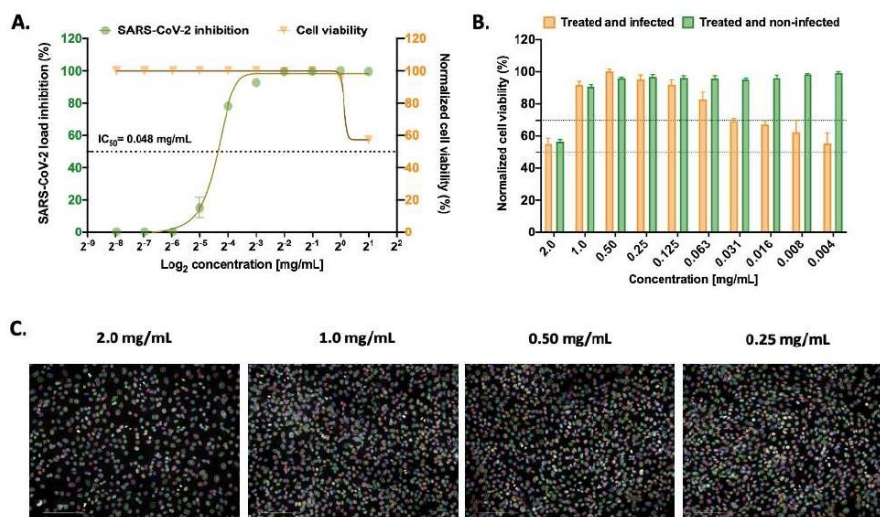 A.
SARS-CoV-2 inhibition
Cell viability
SARS-CoV-2 load inhibition (%)
120
100
80
60
40
20
0
IC50= 0.048 mg/mL
120
100
80
60
40
20
0
Normalized cell viability (%)
2⁻⁹ 2⁻⁸ 2⁻⁷ 2⁻⁶ 2⁻⁵ 2⁻⁴ 2⁻³ 2⁻² 2⁻¹ 2⁰ 2¹ 2²
Log2 concentration [mg/mL]
B.
Treated and infected
Treated and non-infected
Normalized cell viability (%)
120
100
80
60
40
20
0
2.0 1.0 0.50 0.25 0.125 0.063 0.031 0.016 0.008 0.004
Concentration [mg/mL]
C.
2.0 mg/mL 1.0 mg/mL 0.50 mg/mL 0.25 mg/mL